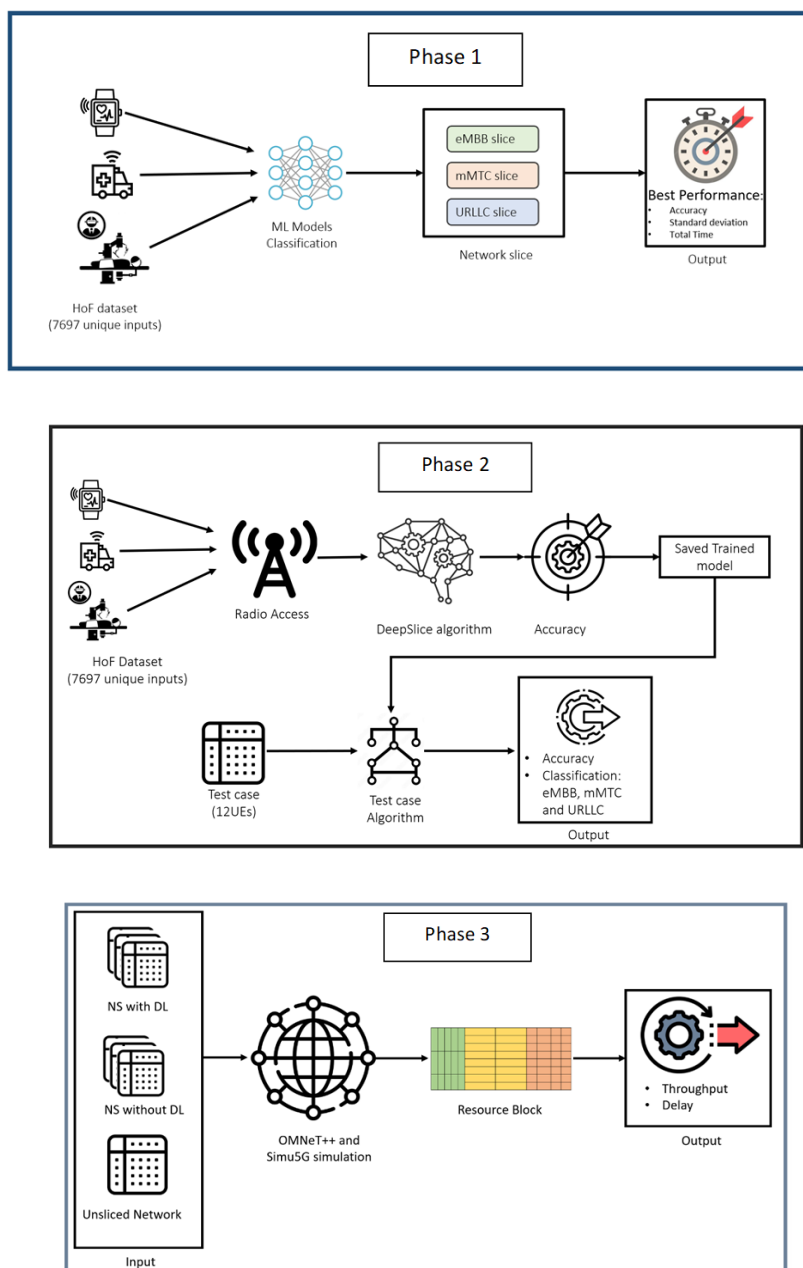 Phase 1
HoF dataset
(7697 unique inputs)
ML Models
Classification
eMBB slice
mMTC slice
URLLC slice
Network slice
Best Performance:
• Accuracy
• Standard deviation
• Total Time
Output
Phase 2
HoF Dataset
(7697 unique inputs)
Radio Access
DeepSlice algorithm
Accuracy
Saved Trained
model
Test case
(12UEs)
Test case
Algorithm
• Accuracy
• Classification:
eMBB, mMTC
and URLLC
Output
Phase 3
NS with DL
NS without DL
Unsliced Network
Input
OMNeT++ and
Simu5G simulation
Resource Block
• Throughput
• Delay
Output